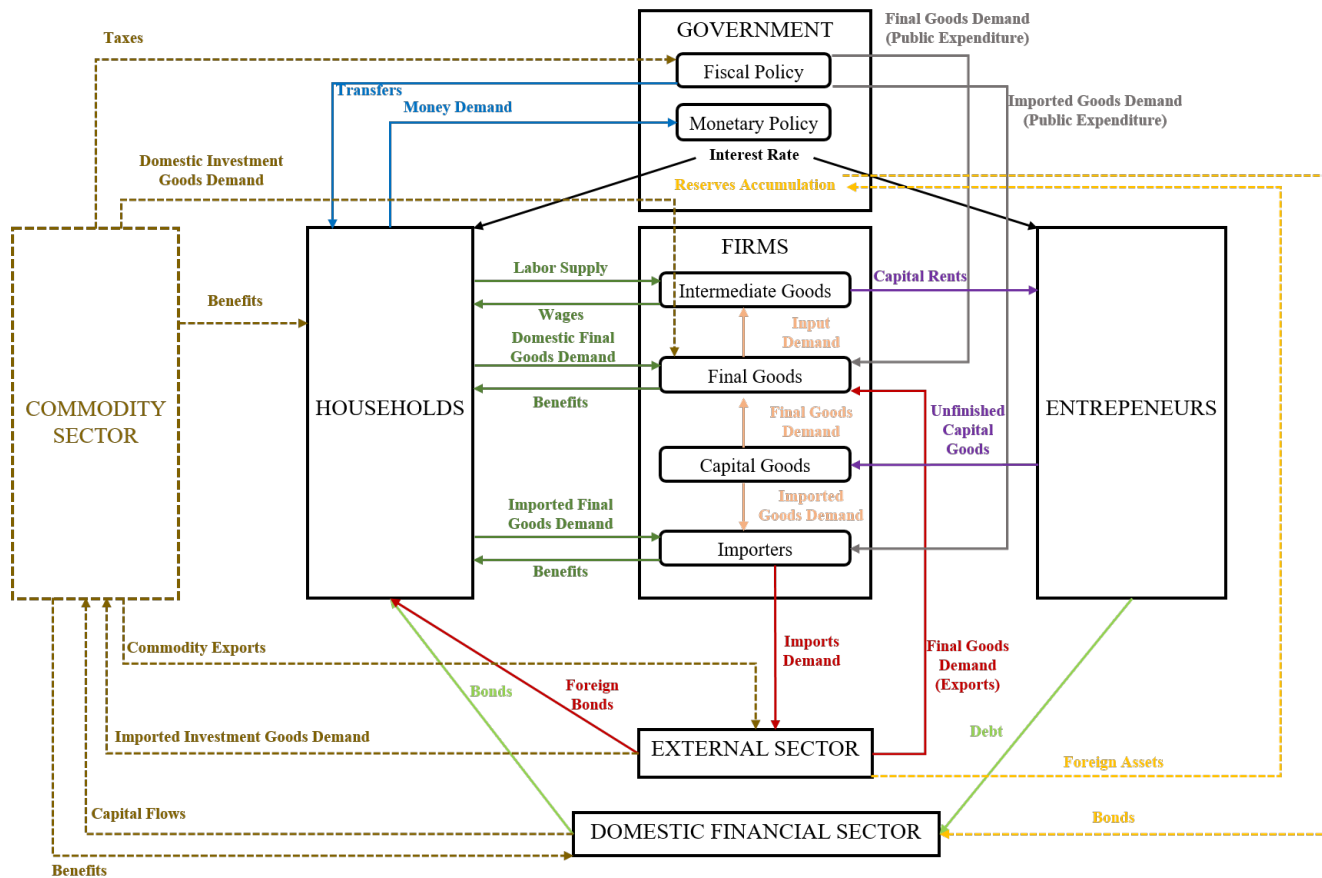 Taxes
GOVERNMENT
Final Goods Demand
(Public Expenditure)
Fiscal Policy
Transfers
Money Demand
Imported Goods Demand
(Public Expenditure)
Monetary Policy
Interest Rate
Domestic Investment
Goods Demand
Reserves Accumulation
FIRMS
Labor Supply
Intermediate Goods
Capital Rents
Benefits
Wages
Input
Demand
Domestic Final
Goods Demand
Final Goods
Benefits
COMMODITY
SECTOR
HOUSEHOLDS
Final Goods
Demand
Unfinished
Capital
Goods
ENTREPENEURS
Capital Goods
Imported Final
Goods Demand
Imported
Goods Demand
Importers
Benefits
Commodity Exports
Bonds
Foreign
Bonds
Imports
Demand
Final Goods
Demand
(Exports)
Imported Investment Goods Demand
EXTERNAL SECTOR
Debt
Foreign Assets
Capital Flows
DOMESTIC FINANCIAL SECTOR
Bonds
Benefits